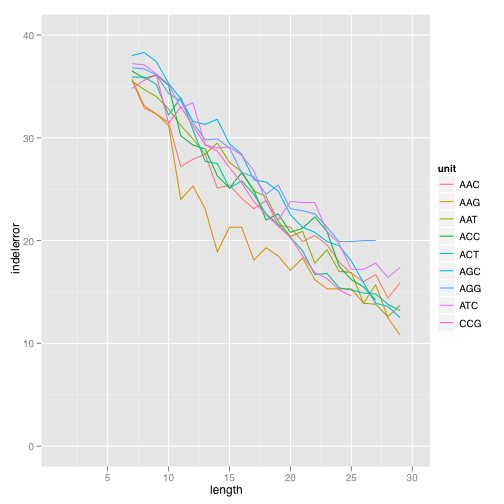 40
30
20
10
0
indelerror
5
10
15
20
25
30
length
unit
AAC
AAG
AAT
ACC
ACT
AGC
AGG
ATC
CCG